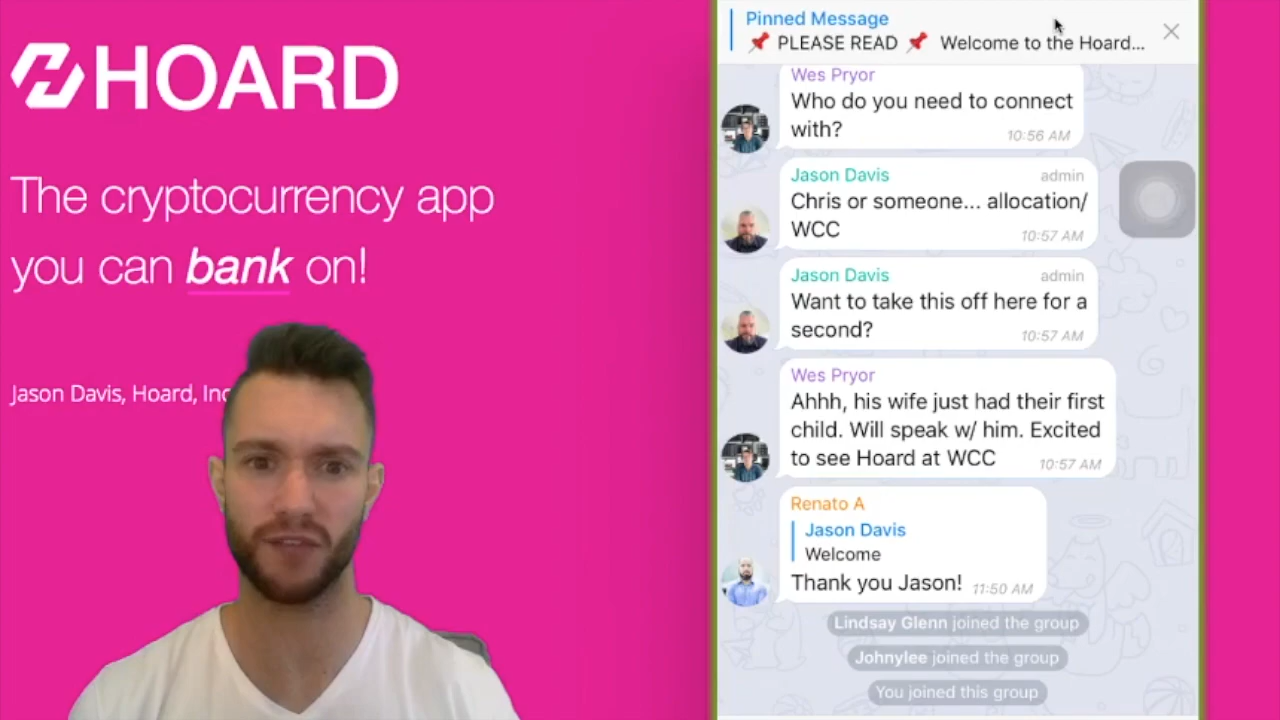 HOARD
The cryptocurrency app
you can bank on!
Jason Davis, Hoard, Inc
Pinned Message
📌 PLEASE READ 📌 Welcome to the Hoard...
Wes Pryor
Who do you need to connect
with?
10:56 AM
Jason Davis admin
Chris or someone... allocation/
WCC
10:57 AM
Jason Davis admin
Want to take this off here for a
second?
10:57 AM
Wes Pryor
Ahhh, his wife just had their first
child. Will speak w/ him. Excited
to see Hoard at WCC
10:57 AM
Renato A
Jason Davis
Welcome
Thank you Jason!
11:50 AM
Lindsay Glenn joined the group
Johnylee joined the group
You joined this group